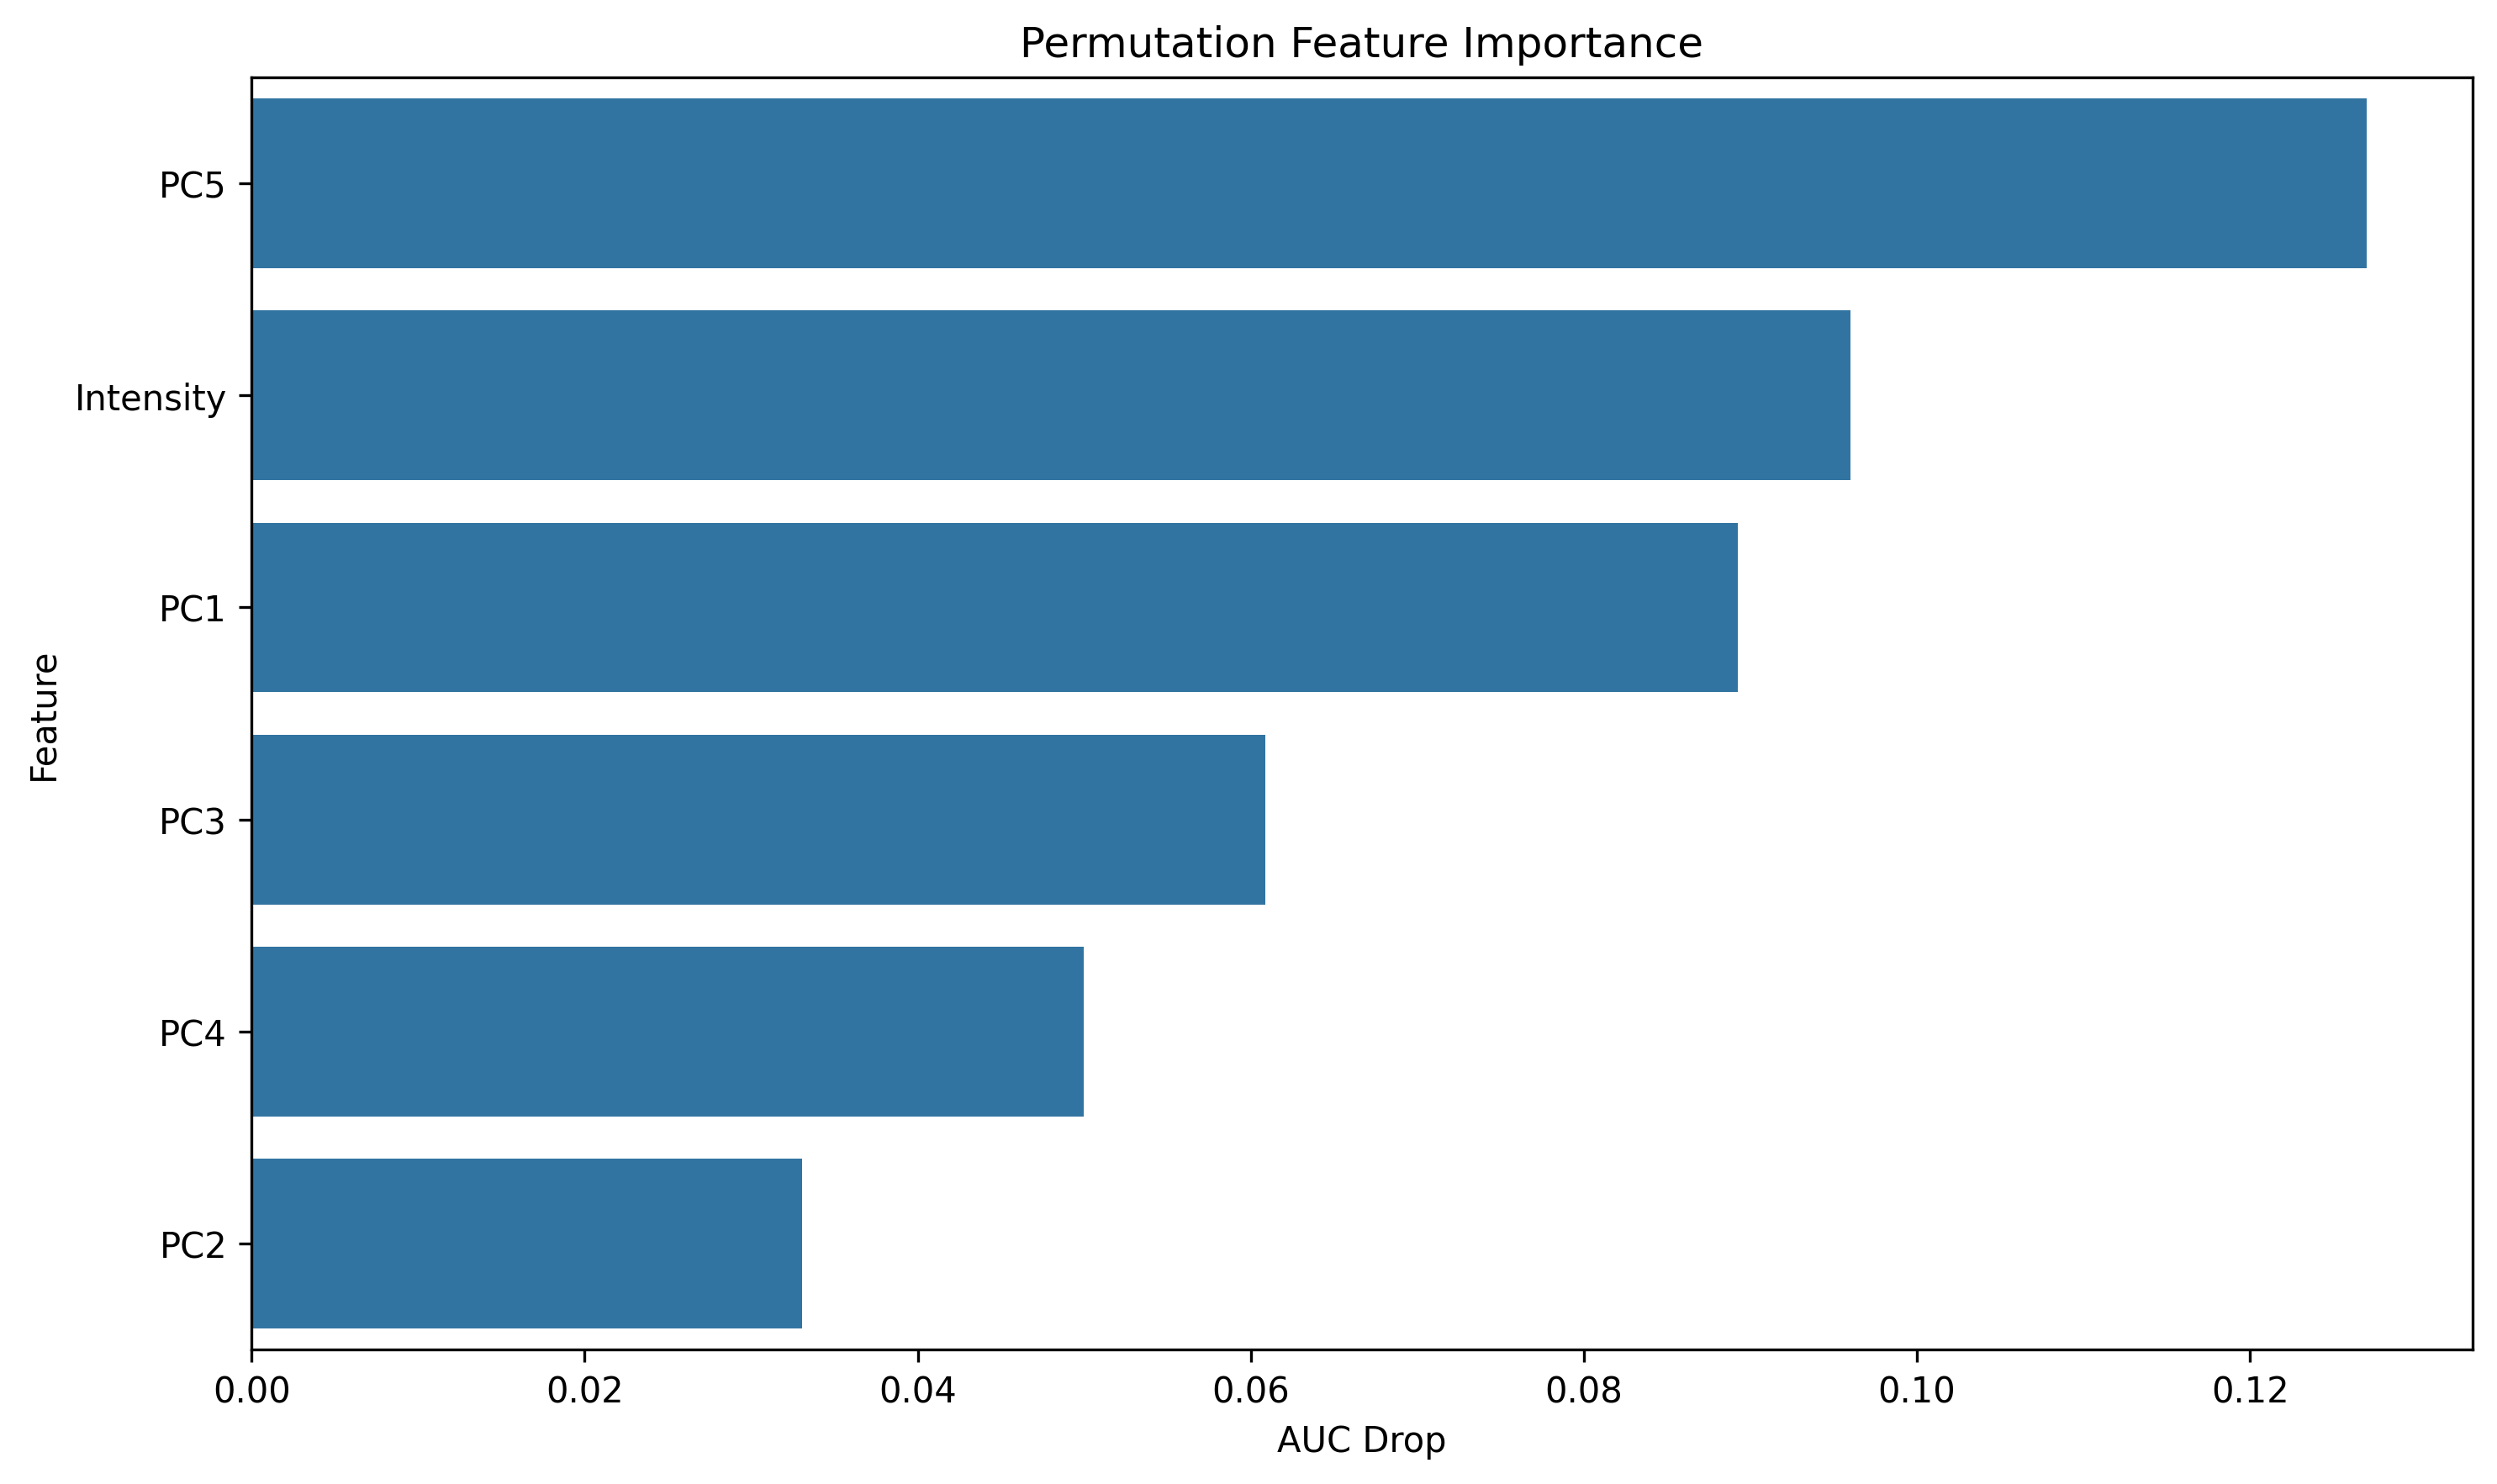 Permutation Feature Importance
PC5
Intensity
PC1
PC3
PC4
PC2
Feature
0.00 0.02 0.04 0.06 0.08 0.10 0.12
AUC Drop